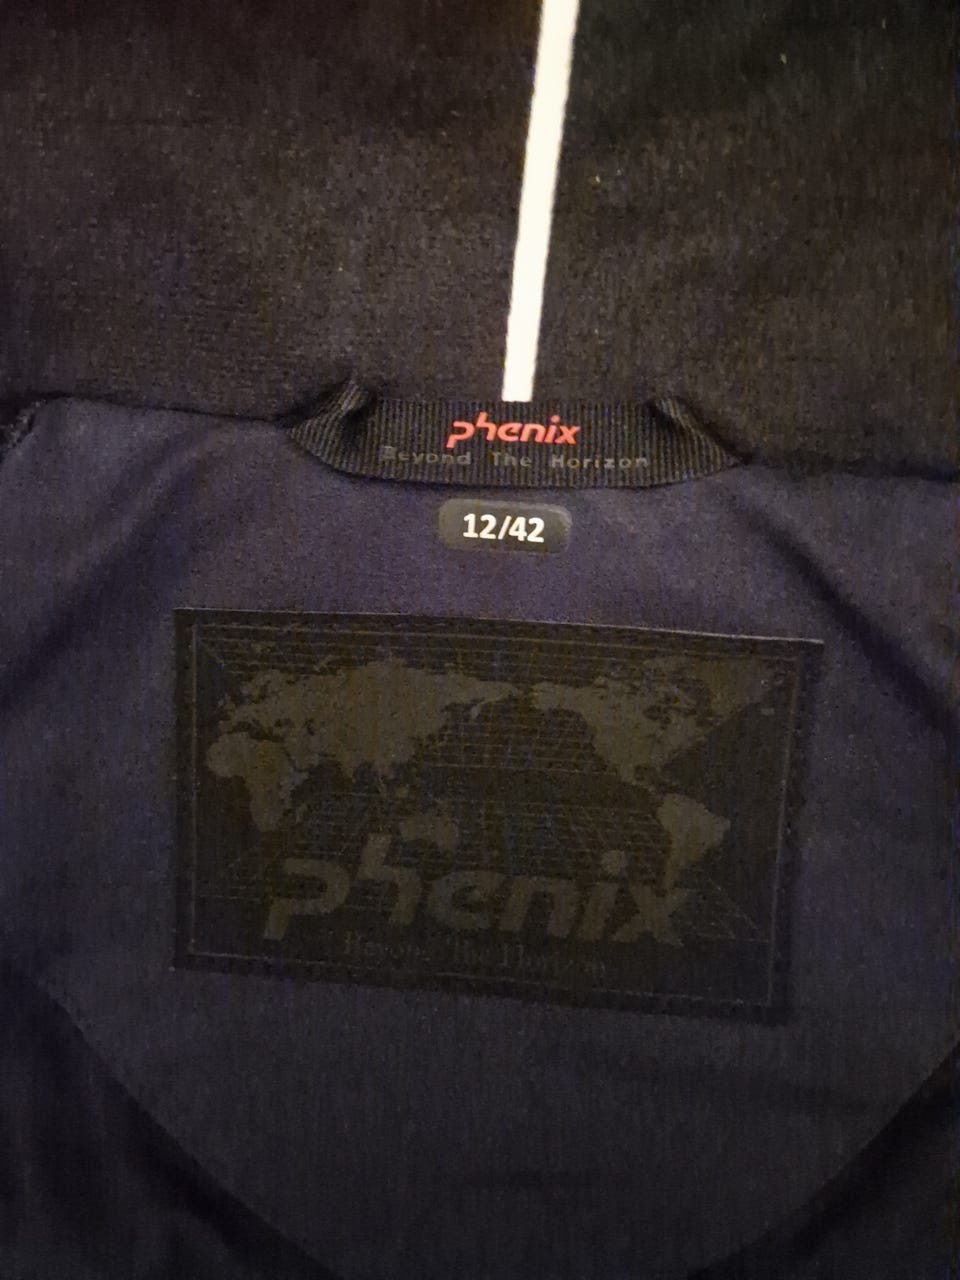 phenix
Beyond The Horizon
12/42
phenix
Beyond The Horizon